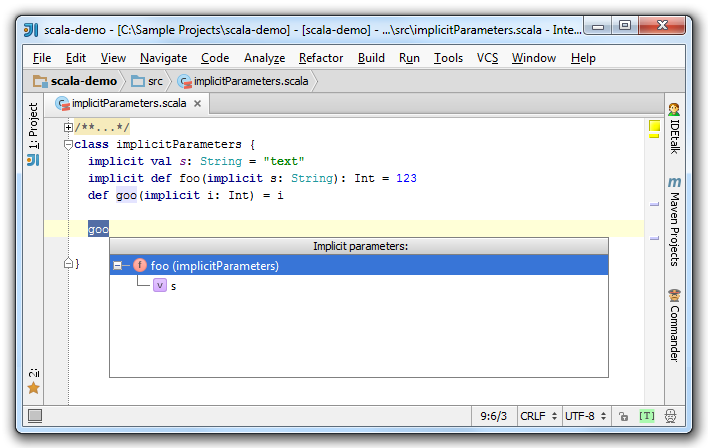 scala-demo - [C:\Sample Projects\scala-demo] - [scala-demo] - ...\src\implicitParameters.scala - Inte...
File Edit View Navigate Code Analyze Refactor Build Run Tools VCS Window Help
scala-demo src implicitParameters.scala
implicitParameters.scala
1: Project
/**...*/
class implicitParameters {
implicit val s: String = "text"
implicit def foo(implicit s: String): Int = 123
def goo(implicit i: Int) = i
goo
Implicit parameters:
f foo (implicitParameters)
v s
}
IDEtalk
m Maven Projects
Commander
2:
9:6/3 CRLF UTF-8 [T]